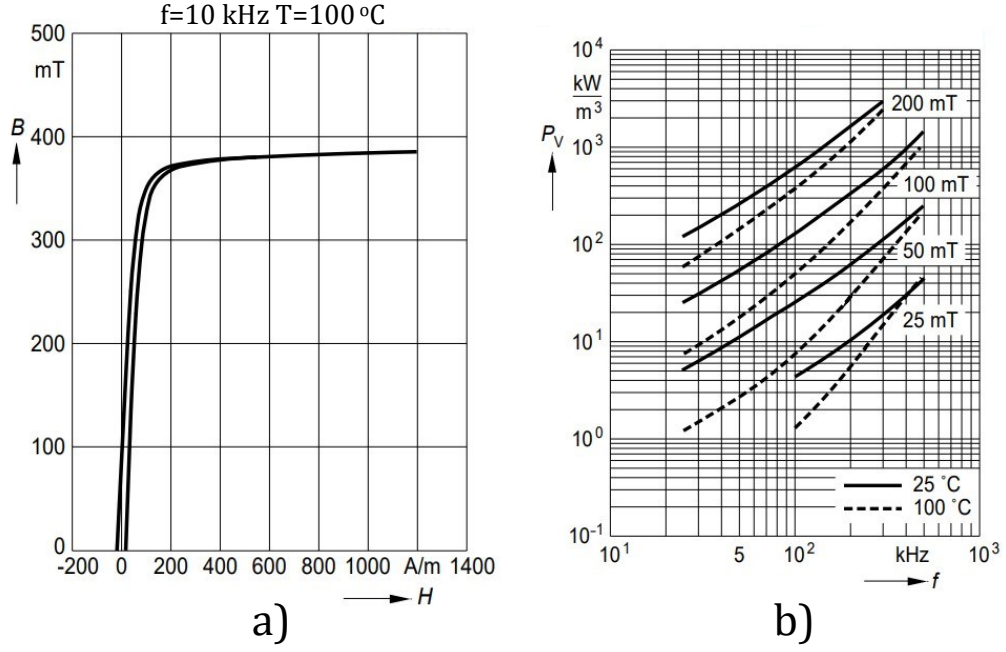 f=10 kHz T=100 °C
500
mT
B
400
300
200
100
0
-200 0 200 400 600 800 1000 A/m 1400
H
a)
10⁴
kW
m³
P_V
10³
10²
10¹
10⁰
10⁻¹
200 mT
100 mT
50 mT
25 mT
25 ˚C
100 ˚C
10¹ 5 10² kHz 10³
f
b)